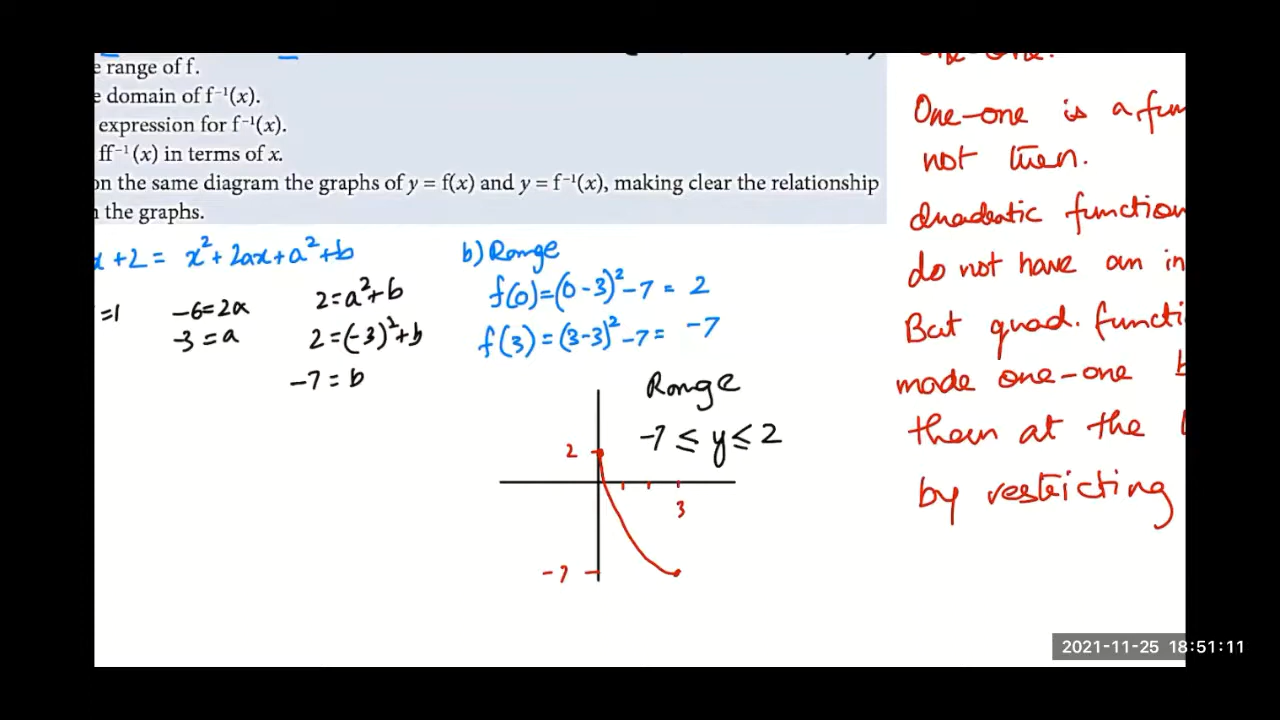 e range of f.
e domain of f⁻¹(x).
expression for f⁻¹(x).
ff⁻¹(x) in terms of x.
on the same diagram the graphs of y = f(x) and y = f⁻¹(x), making clear the relationship
the graphs.
x + 2 = x² + 2ax + a² + b
=1
-6 = 2a
-3 = a
2 = a² + b
2 = (-3)² + b
-7 = b
b) Range
f(0) = (0 - 3)² - 7 = 2
f(3) = (3-3)² - 7 = -7
Range
-7 ≤ y ≤ 2
2
3
-7
One-one is a fun
not then.
Quadratic function
do not have an in
But quad. functi
made one-one b
them at the
by restricting
2021-11-25 18:51:11